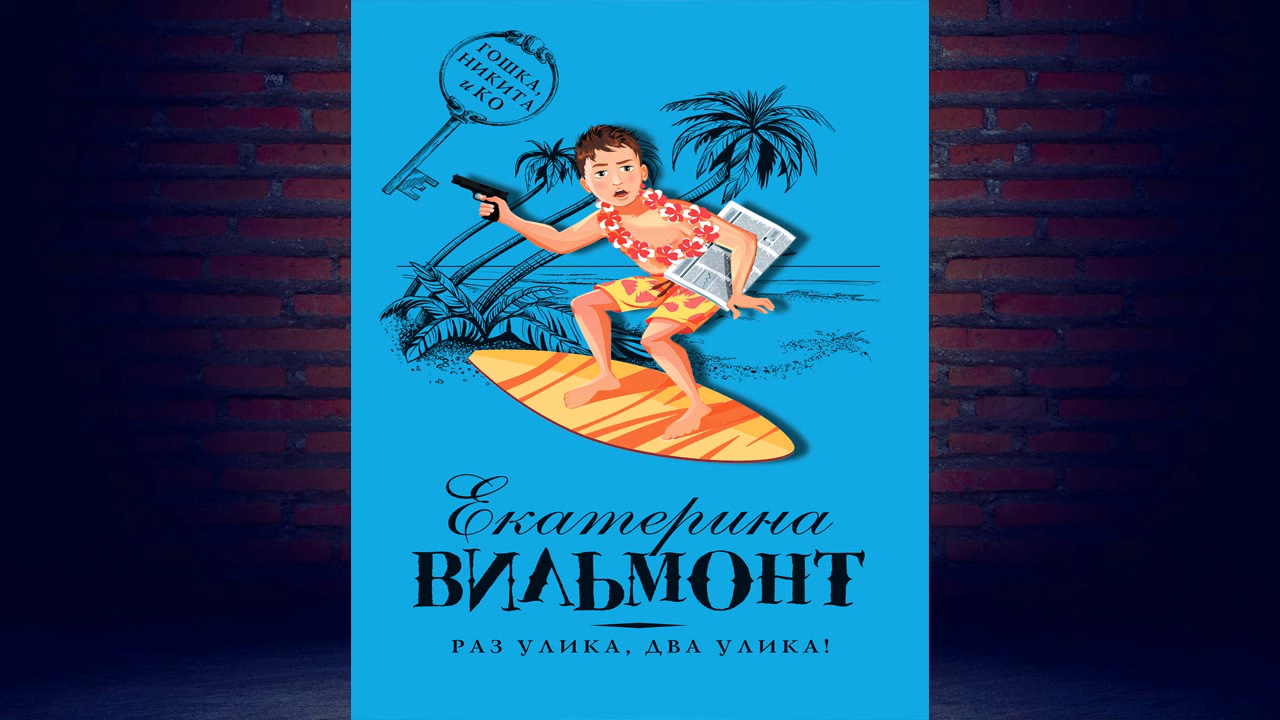 ГОШКА,
НИКИТА
и КО
Екатерина
ВИЛЬМОНТ
РАЗ УЛИКА, ДВА УЛИКА!